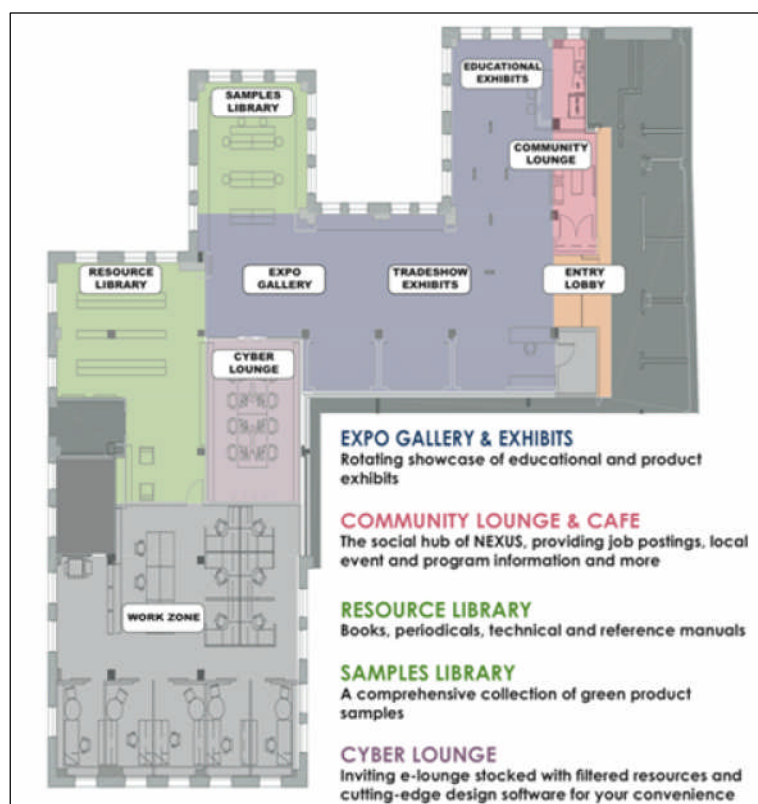 EDUCATIONAL
EXHIBITS
SAMPLES
LIBRARY
COMMUNITY
LOUNGE
RESOURCE
LIBRARY
EXPO
GALLERY
TRADESHOW
EXHIBITS
ENTRY
LOBBY
CYBER
LOUNGE
WORK ZONE
EXPO GALLERY & EXHIBITS
Rotating showcase of educational and product
exhibits
COMMUNITY LOUNGE & CAFE
The social hub of NEXUS, providing job postings, local
event and program information and more
RESOURCE LIBRARY
Books, periodicals, technical and reference manuals
SAMPLES LIBRARY
A comprehensive collection of green product
samples
CYBER LOUNGE
Inviting e-lounge stocked with filtered resources and
cutting-edge design software for your convenience